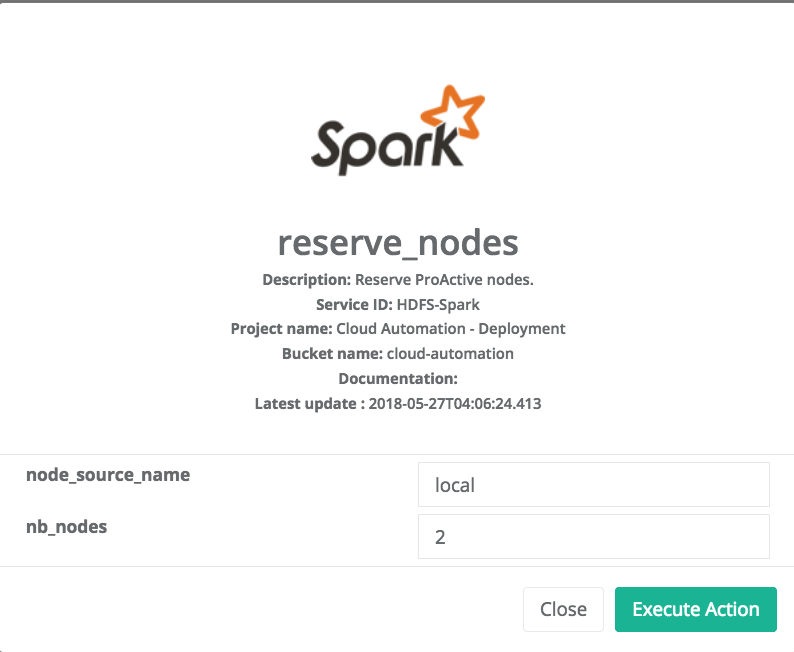 Spark
reserve_nodes
Description: Reserve ProActive nodes.
Service ID: HDFS-Spark
Project name: Cloud Automation - Deployment
Bucket name: cloud-automation
Documentation:
Latest update : 2018-05-27T04:06:24.413
node_source_name
local
nb_nodes
2
Close
Execute Action